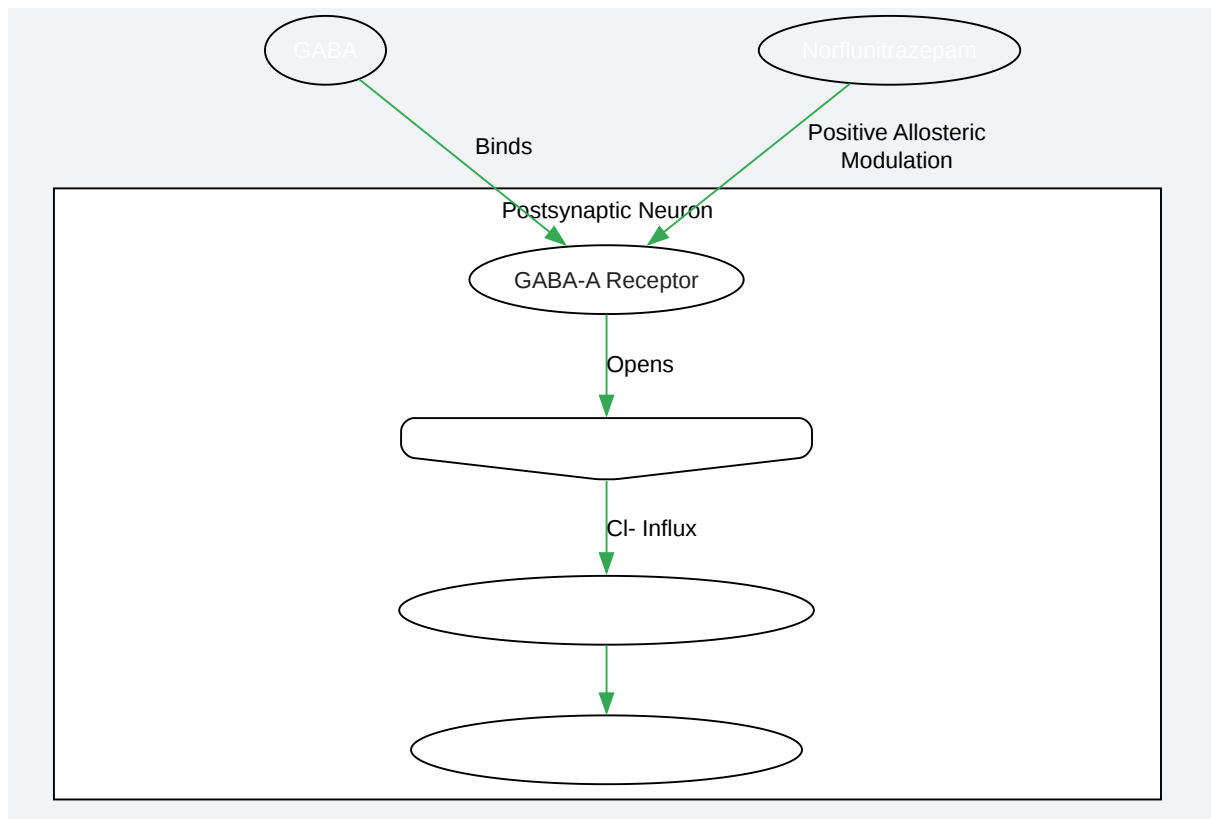 GABA
Norflunitrazepam
Binds
Positive Allosteric
Modulation
Postsynaptic Neuron
GABA-A Receptor
Opens
Cl- Influx